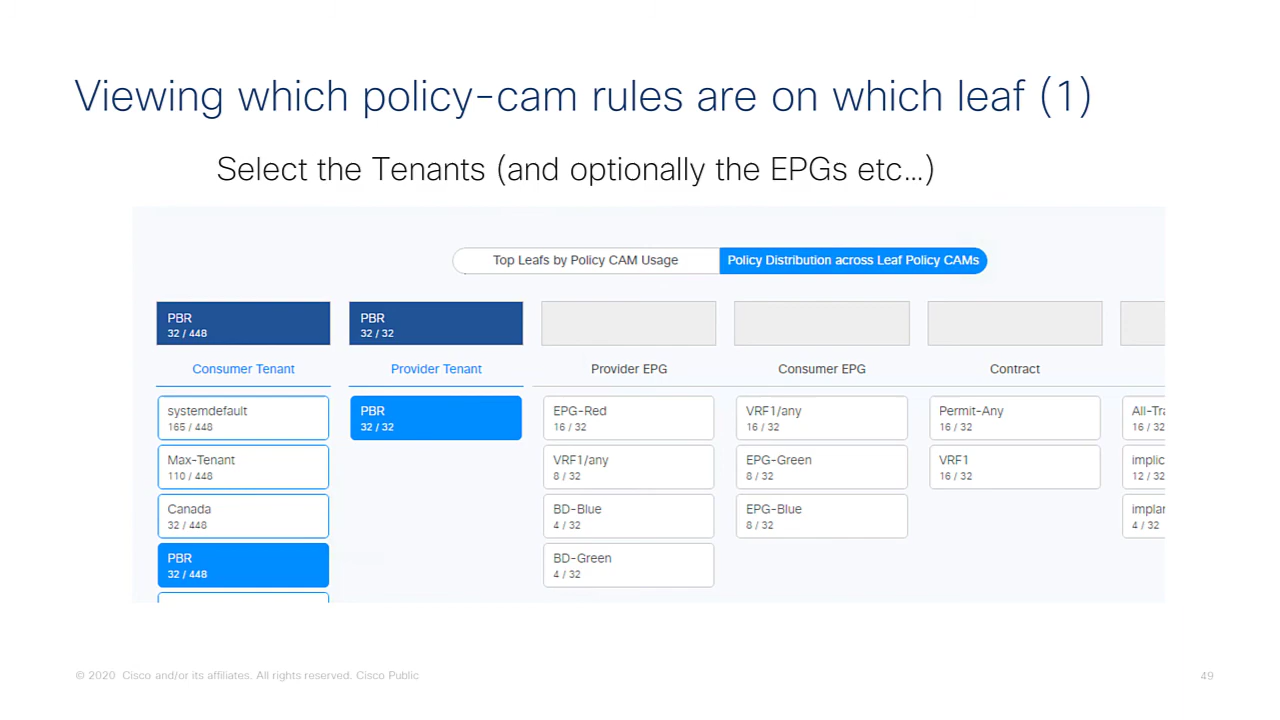 Viewing which policy-cam rules are on which leaf (1)
Select the Tenants (and optionally the EPGs etc...)
Top Leafs by Policy CAM Usage
Policy Distribution across Leaf Policy CAMs
PBR
32 / 448
PBR
32 / 32
Consumer Tenant
Provider Tenant
Provider EPG
Consumer EPG
Contract
systemdefault
165 / 448
Max-Tenant
110 / 448
Canada
32 / 448
PBR
32 / 448
PBR
32 / 32
EPG-Red
16 / 32
VRF1/any
8 / 32
BD-Blue
4 / 32
BD-Green
4 / 32
VRF1/any
16 / 32
EPG-Green
8 / 32
EPG-Blue
8 / 32
Permit-Any
16 / 32
VRF1
16 / 32
All-Tra
16 / 32
implic
12 / 32
implar
4 / 32
© 2020 Cisco and/or its affiliates. All rights reserved. Cisco Public
49